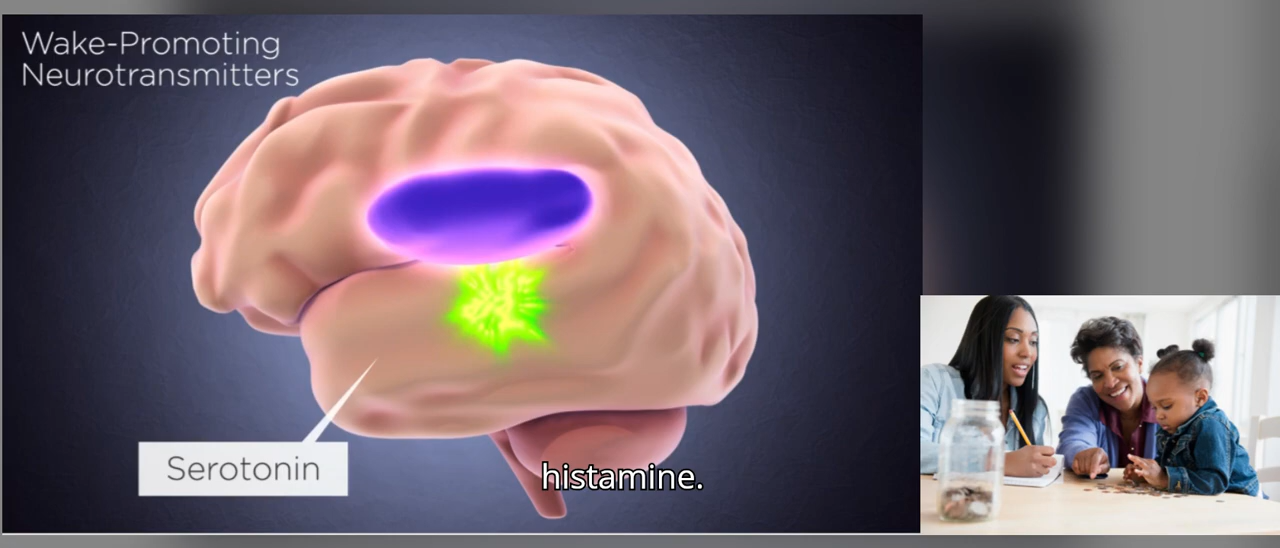 Wake-Promoting
Neurotransmitters
Serotonin
histamine.